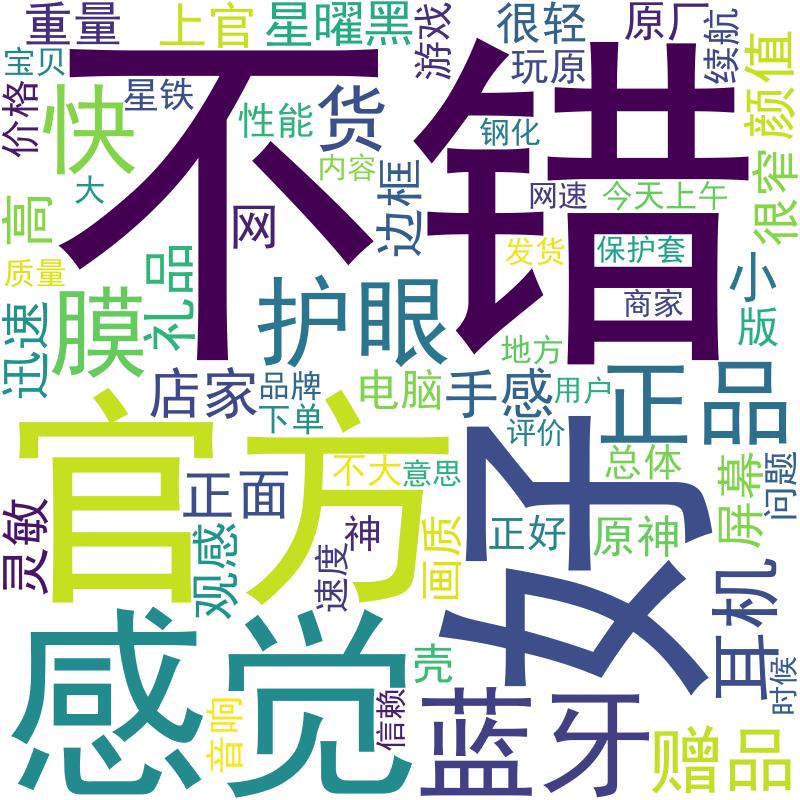 重量
上官
星曜黑
游戏
很轻
原厂
续航
宝贝
不错
玩原
颜值
价格
星铁
快
性能
货
钢化
内容
大
边框
网速
今天上午
很窄
高
网
礼品
发货
保护套
质量
小
商家
膜
护眼
版
迅速
地方
店家
品牌
电脑
手感
用户
正品
下单
评价
官方
好
不大
意思
总体
屏幕
问题
正面
灵敏
观感
速度
画质
正好
原神
耳机
感觉
壳
时候
音响
信赖
蓝牙
赠品